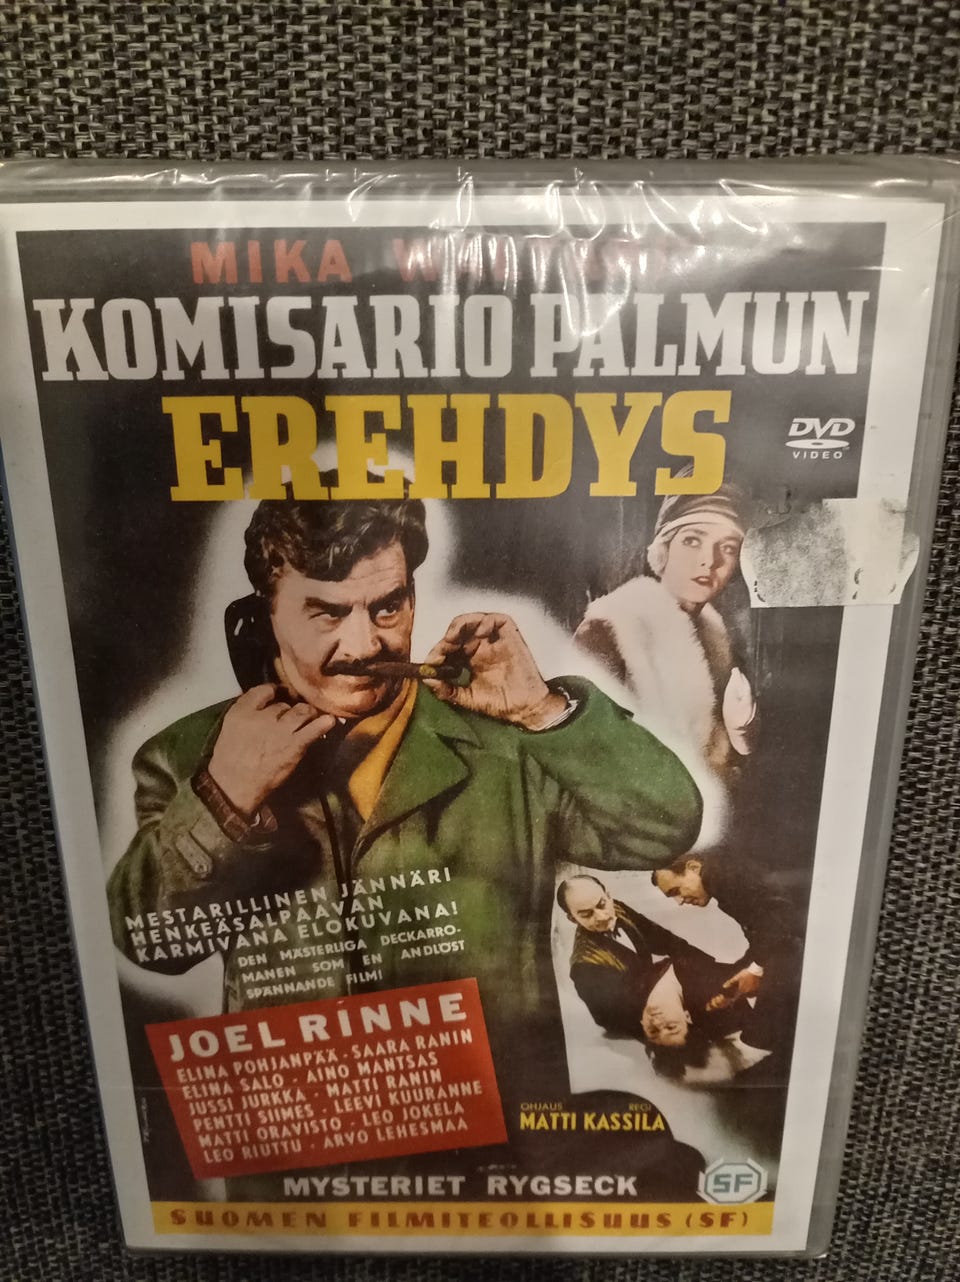 MIKA
KOMISARIO PALMUN
EREHDYS
DVD
VIDEO
MESTARILLINEN JÄNNÄRI
HENKEÄSALPAAVAN
KARMIVANA ELOKUVANA!
DEN MÄSTERLIGA DECKARRO-
MANEN SOM EN ANDLÖST
SPÄNNANDE FILM!
JOEL RINNE
ELINA POHJANPÄÄ - SAARA RANIN
ELINA SALO - AINO MANTSAS
JUSSI JURKKA - MATTI RANIN
PENTTI SIIMES - LEEVI KUURANNE
MATTI ORAVISTO - LEO JOKELA
LEO RIUTTU - ARVO LEHESMAA
OHJAUS REGI
MATTI KASSILA
MYSTERIET RYGSECK
SF
SUOMEN FILMITEOLLISUUS (SF)